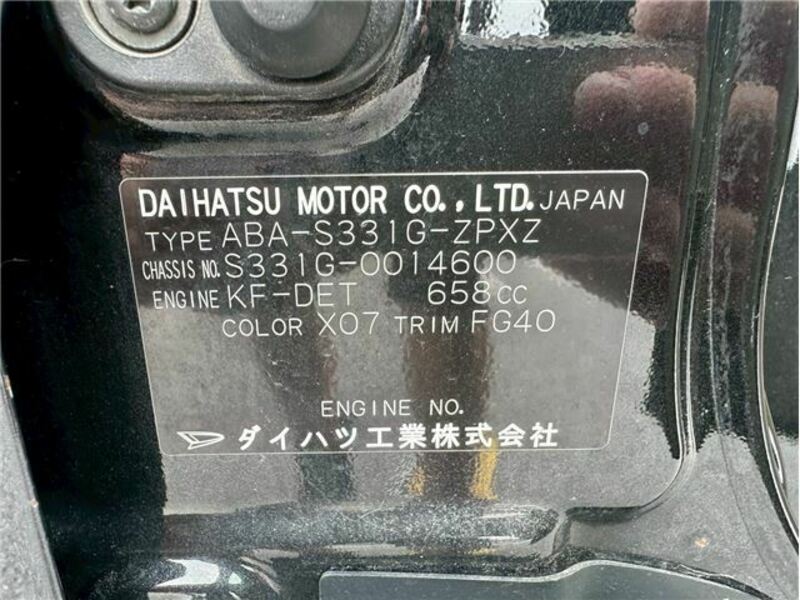 DAIHATSU MOTOR CO.,LTD. JAPAN
TYPE ABA-S331G-ZPXZ
CHASSIS NO. S331G-0014600
ENGINE KF-DET 658CC
COLOR X07 TRIM FG40
ENGINE NO.
ダイハツ工業株式会社